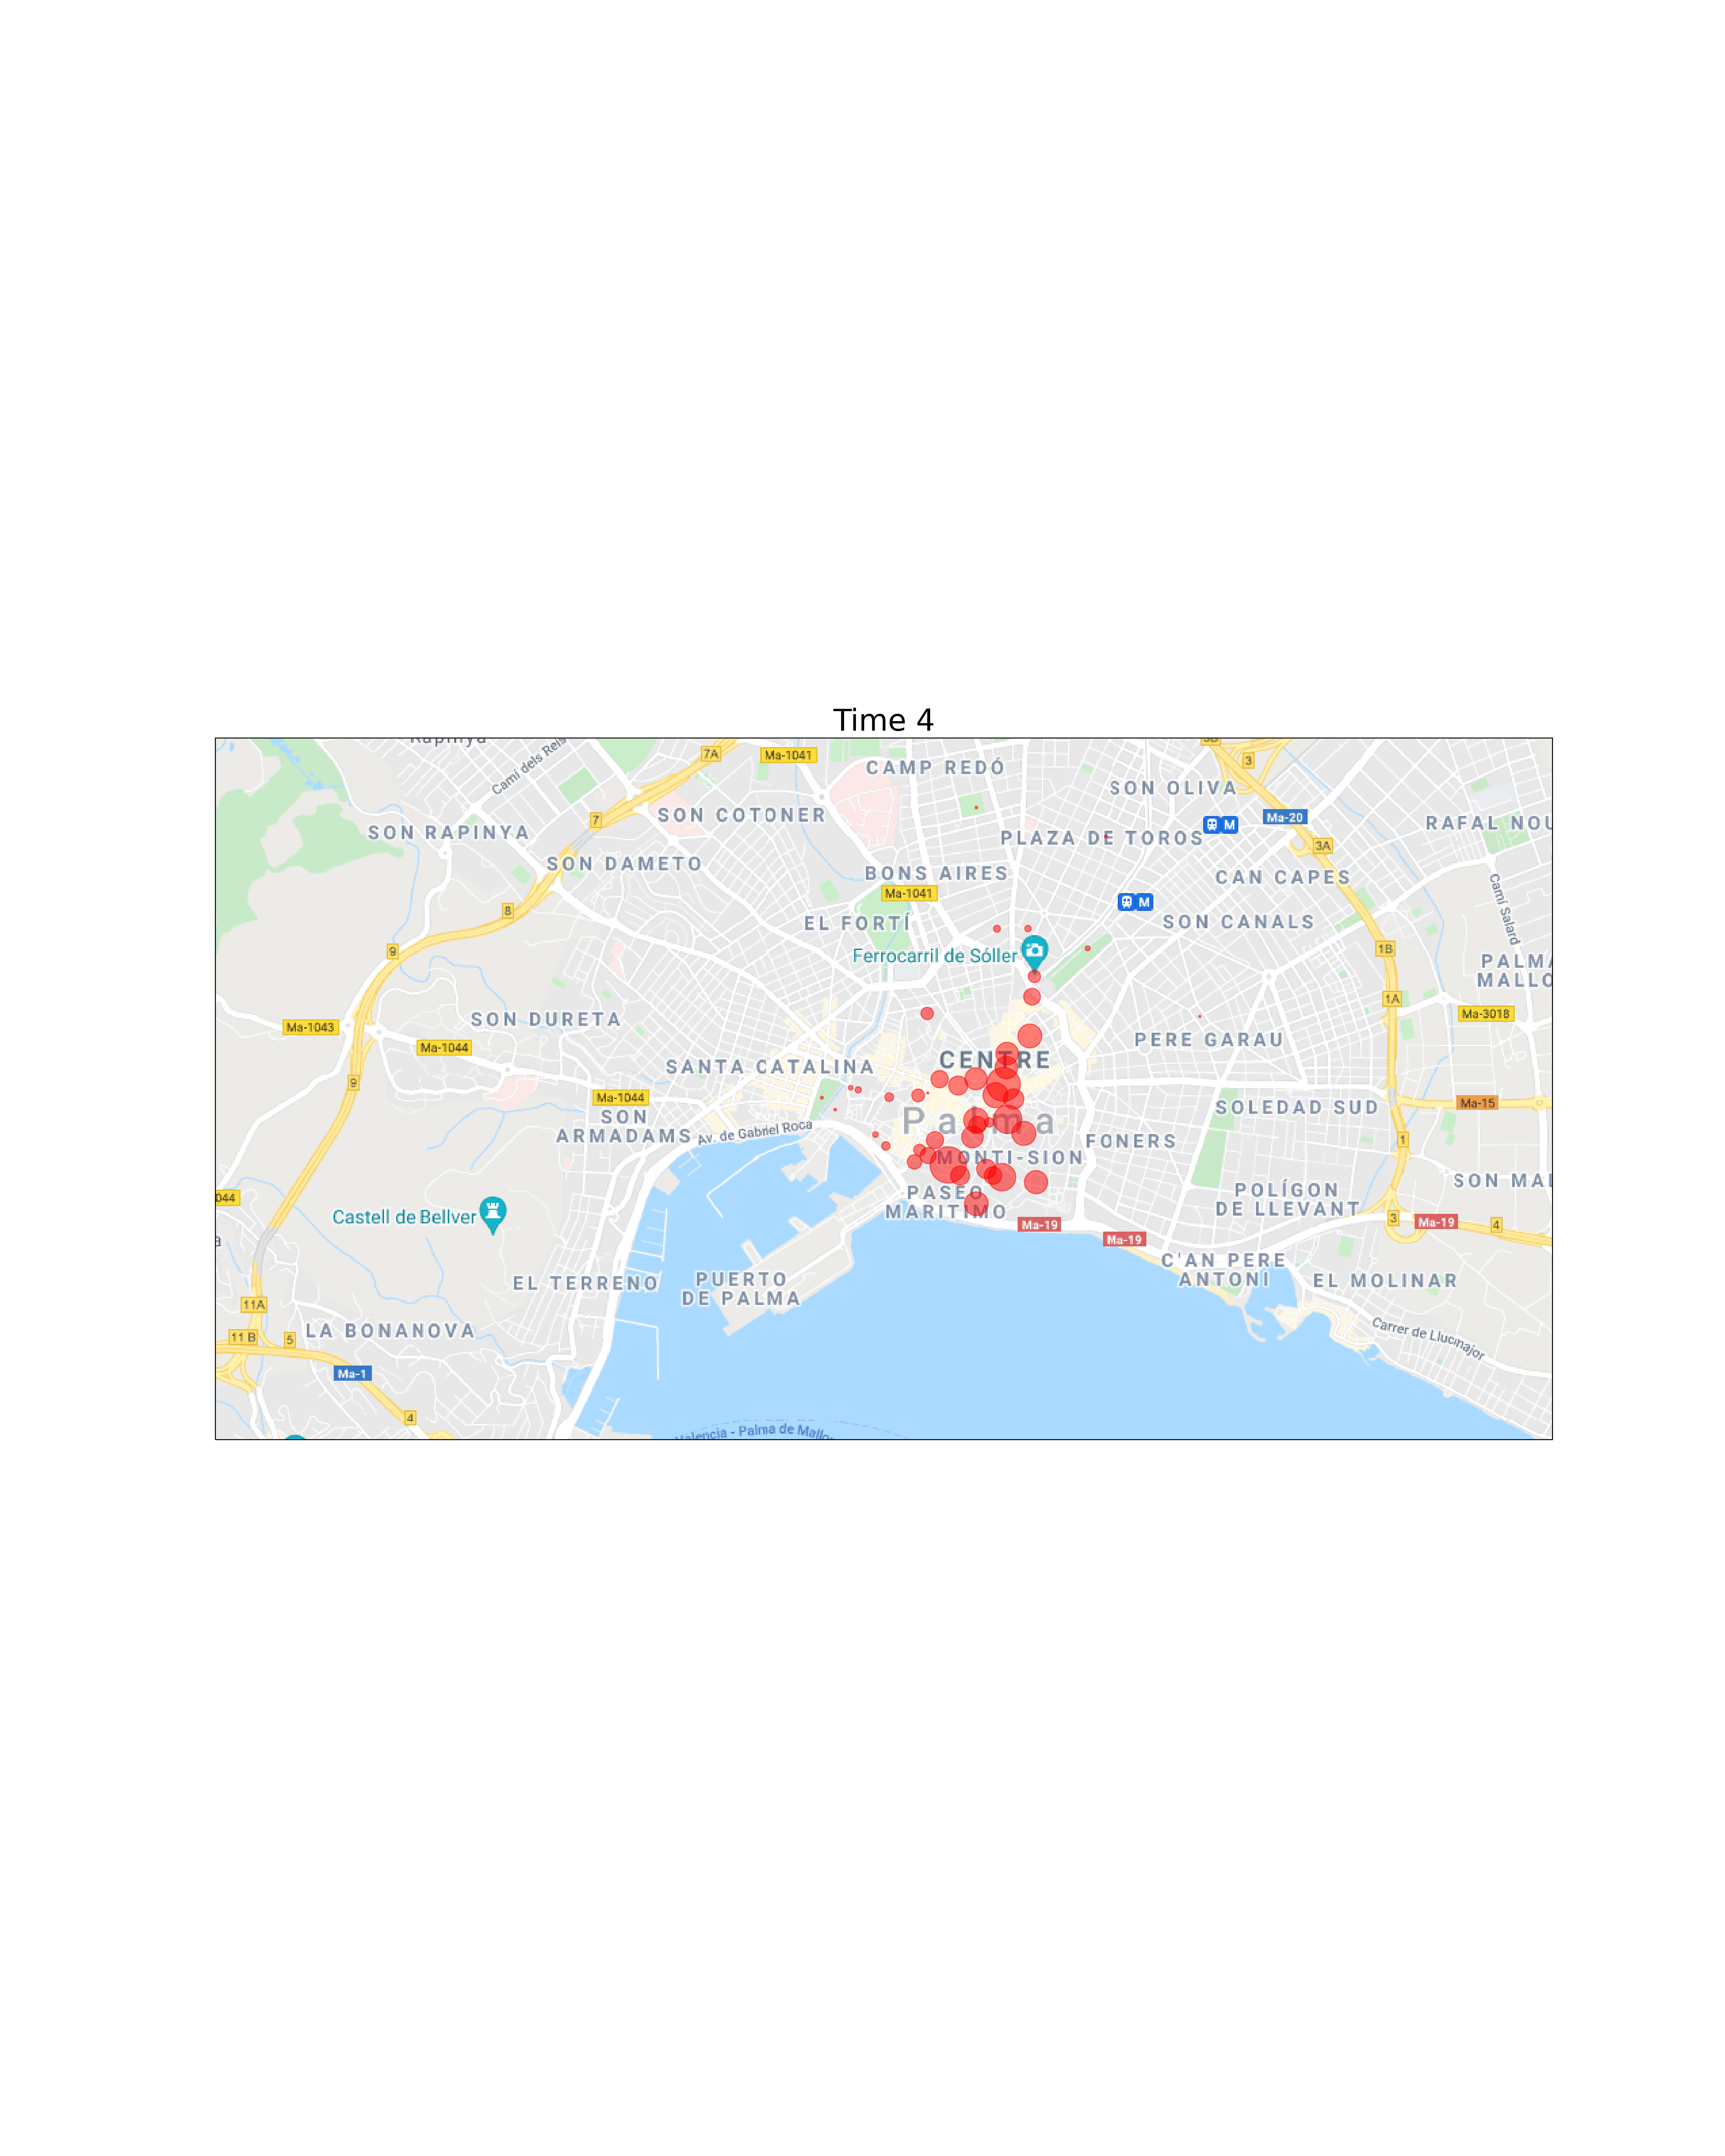 Time 4
Rapinya
Camí dels Reis
7A
Ma-1041
CAMP REDÓ
3B
3
SON OLIVA
SON RAPINYA
7
SON COTONER
PLAZA DE TOROS
M
Ma-20
RAFAL NOU
3A
SON DAMETO
BONS AIRES
Ma-1041
CAN CAPES
Camí Salard
8
EL FORTÍ
M
SON CANALS
9
Ferrocarril de Sóller
1B
PALMA
MALLO
1A
Ma-1043
SON DURETA
Ma-3018
Ma-1044
PERE GARAU
CENTRE
9
SANTA CATALINA
Ma-1044
SON
ARMADAMS
Av. de Gabriel Roca
Palma
SOLEDAD SUD
Ma-15
FONERS
1
MONTI-SION
044
Castell de Bellver
PASEO
MARITIMO
Ma-19
Ma-19
POLÍGON
DE LLEVANT
SON MAL
3
Ma-19
4
a
EL TERRENO
PUERTO
DE PALMA
C'AN PERE
ANTONI
EL MOLINAR
11A
11 B
5
LA BONANOVA
Carrer de Llucmajor
Ma-1
4
Valencia - Palma de Mallo